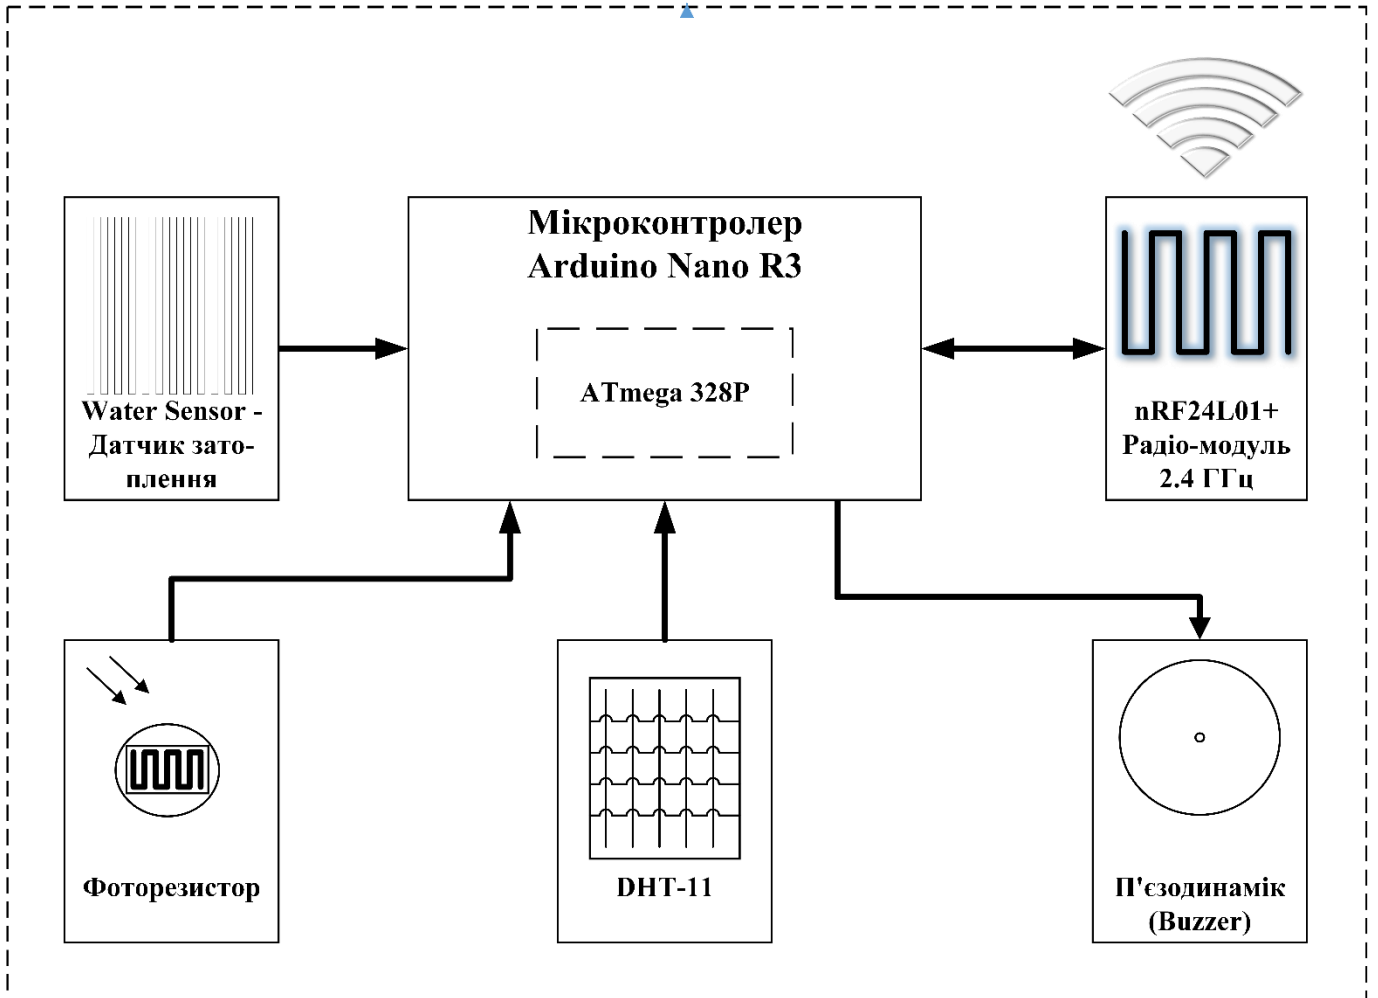 Мікроконтролер
Arduino Nano R3
ATmega 328P
Water Sensor -
Датчик зато-
плення
nRF24L01+
Радіо-модуль
2.4 ГГц
Фоторезистор
DHT-11
П'єзодинамік
(Buzzer)